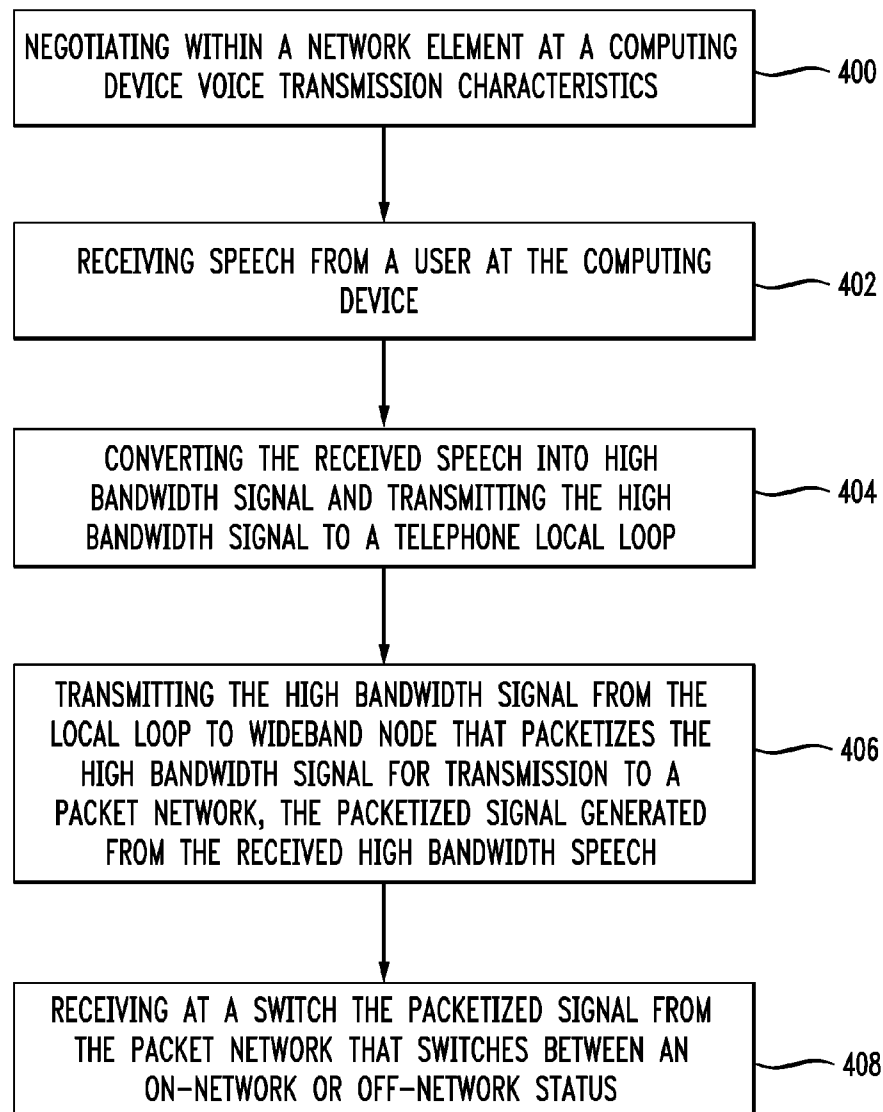 NEGOTIATING WITHIN A NETWORK ELEMENT AT A COMPUTING
DEVICE VOICE TRANSMISSION CHARACTERISTICS
400
RECEIVING SPEECH FROM A USER AT THE COMPUTING
DEVICE
402
CONVERTING THE RECEIVED SPEECH INTO HIGH
BANDWIDTH SIGNAL AND TRANSMITTING THE HIGH
BANDWIDTH SIGNAL TO A TELEPHONE LOCAL LOOP
404
TRANSMITTING THE HIGH BANDWIDTH SIGNAL FROM THE
LOCAL LOOP TO WIDEBAND NODE THAT PACKETIZES THE
HIGH BANDWIDTH SIGNAL FOR TRANSMISSION TO A
PACKET NETWORK, THE PACKETIZED SIGNAL GENERATED
FROM THE RECEIVED HIGH BANDWIDTH SPEECH
406
RECEIVING AT A SWITCH THE PACKETIZED SIGNAL FROM
THE PACKET NETWORK THAT SWITCHES BETWEEN AN
ON-NETWORK OR OFF-NETWORK STATUS
408